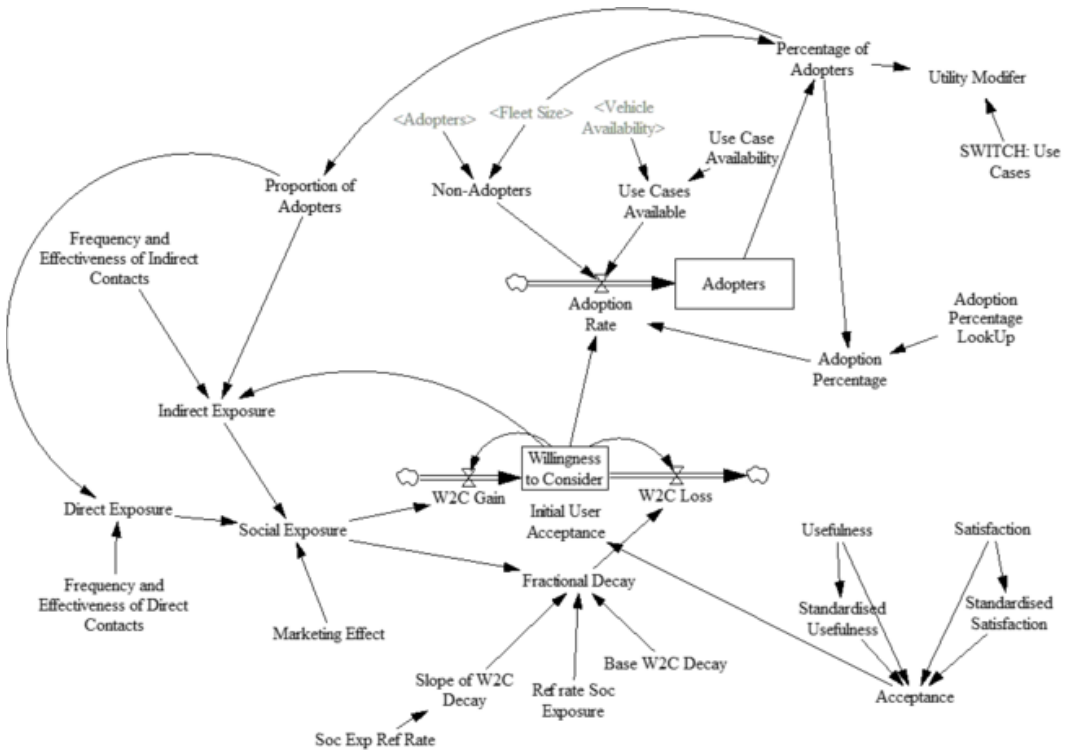 Percentage of
Adopters
Utility Modifer
<Adopters>
<Fleet Size>
<Vehicle
Availability>
Use Case
Availability
SWITCH: Use
Cases
Proportion of
Adopters
Non-Adopters
Use Cases
Available
Frequency and
Effectiveness of Indirect
Contacts
Adopters
Adoption
Rate
Adoption
Percentage
LookUp
Adoption
Percentage
Indirect Exposure
Willingness
to Consider
W2C Gain
W2C Loss
Direct Exposure
Social Exposure
Initial User
Acceptance
Usefulness
Satisfaction
Frequency and
Effectiveness of Direct
Contacts
Fractional Decay
Standardised
Usefulness
Standardised
Satisfaction
Marketing Effect
Base W2C Decay
Slope of W2C
Decay
Ref rate Soc
Exposure
Acceptance
Soc Exp Ref Rate